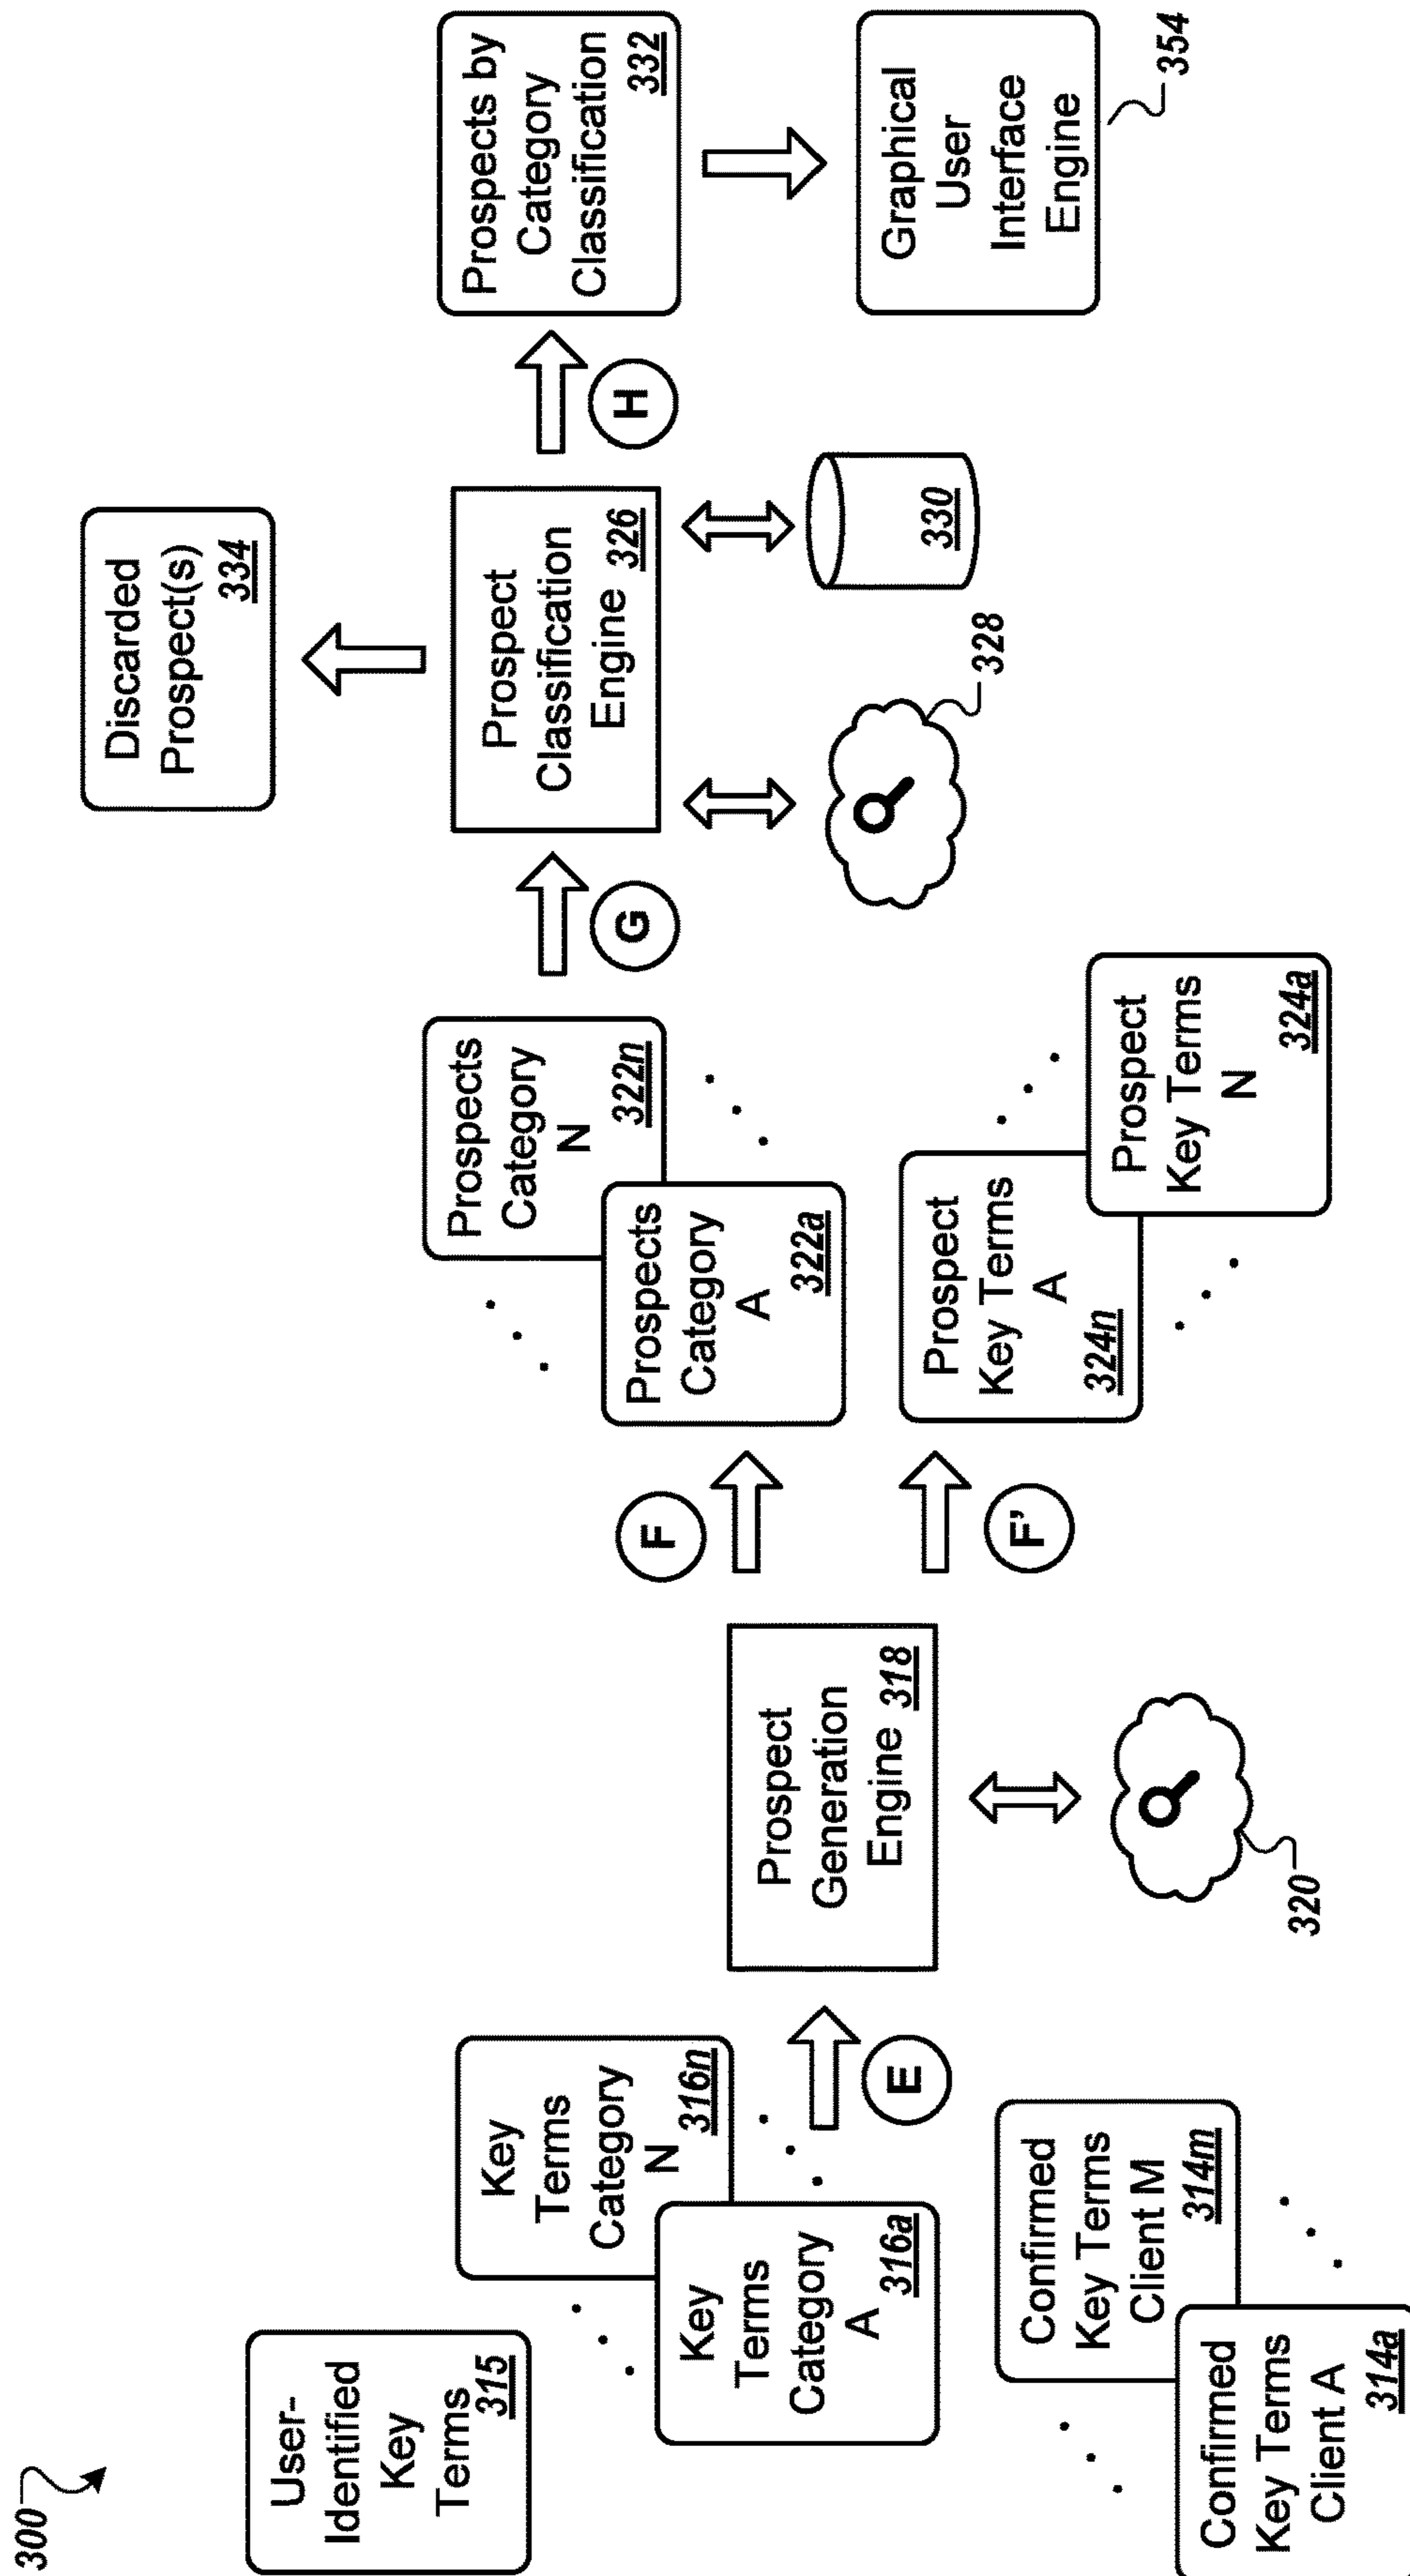 300
User-
Identified
Key
Terms
315
Key
Terms
Category
N
316n
Key
Terms
Category
A
316a
E
Confirmed
Key Terms
Client M
314m
Confirmed
Key Terms
Client A
314a
Prospect
Generation
Engine 318
320
F
F'
Prospects
Category
N
322n
Prospects
Category
A
322a
Prospect
Key Terms
A
324n
Prospect
Key Terms
N
324a
G
Discarded
Prospect(s)
334
Prospect
Classification
Engine 326
328
330
H
Prospects by
Category
Classification
332
Graphical
User
Interface
Engine
354